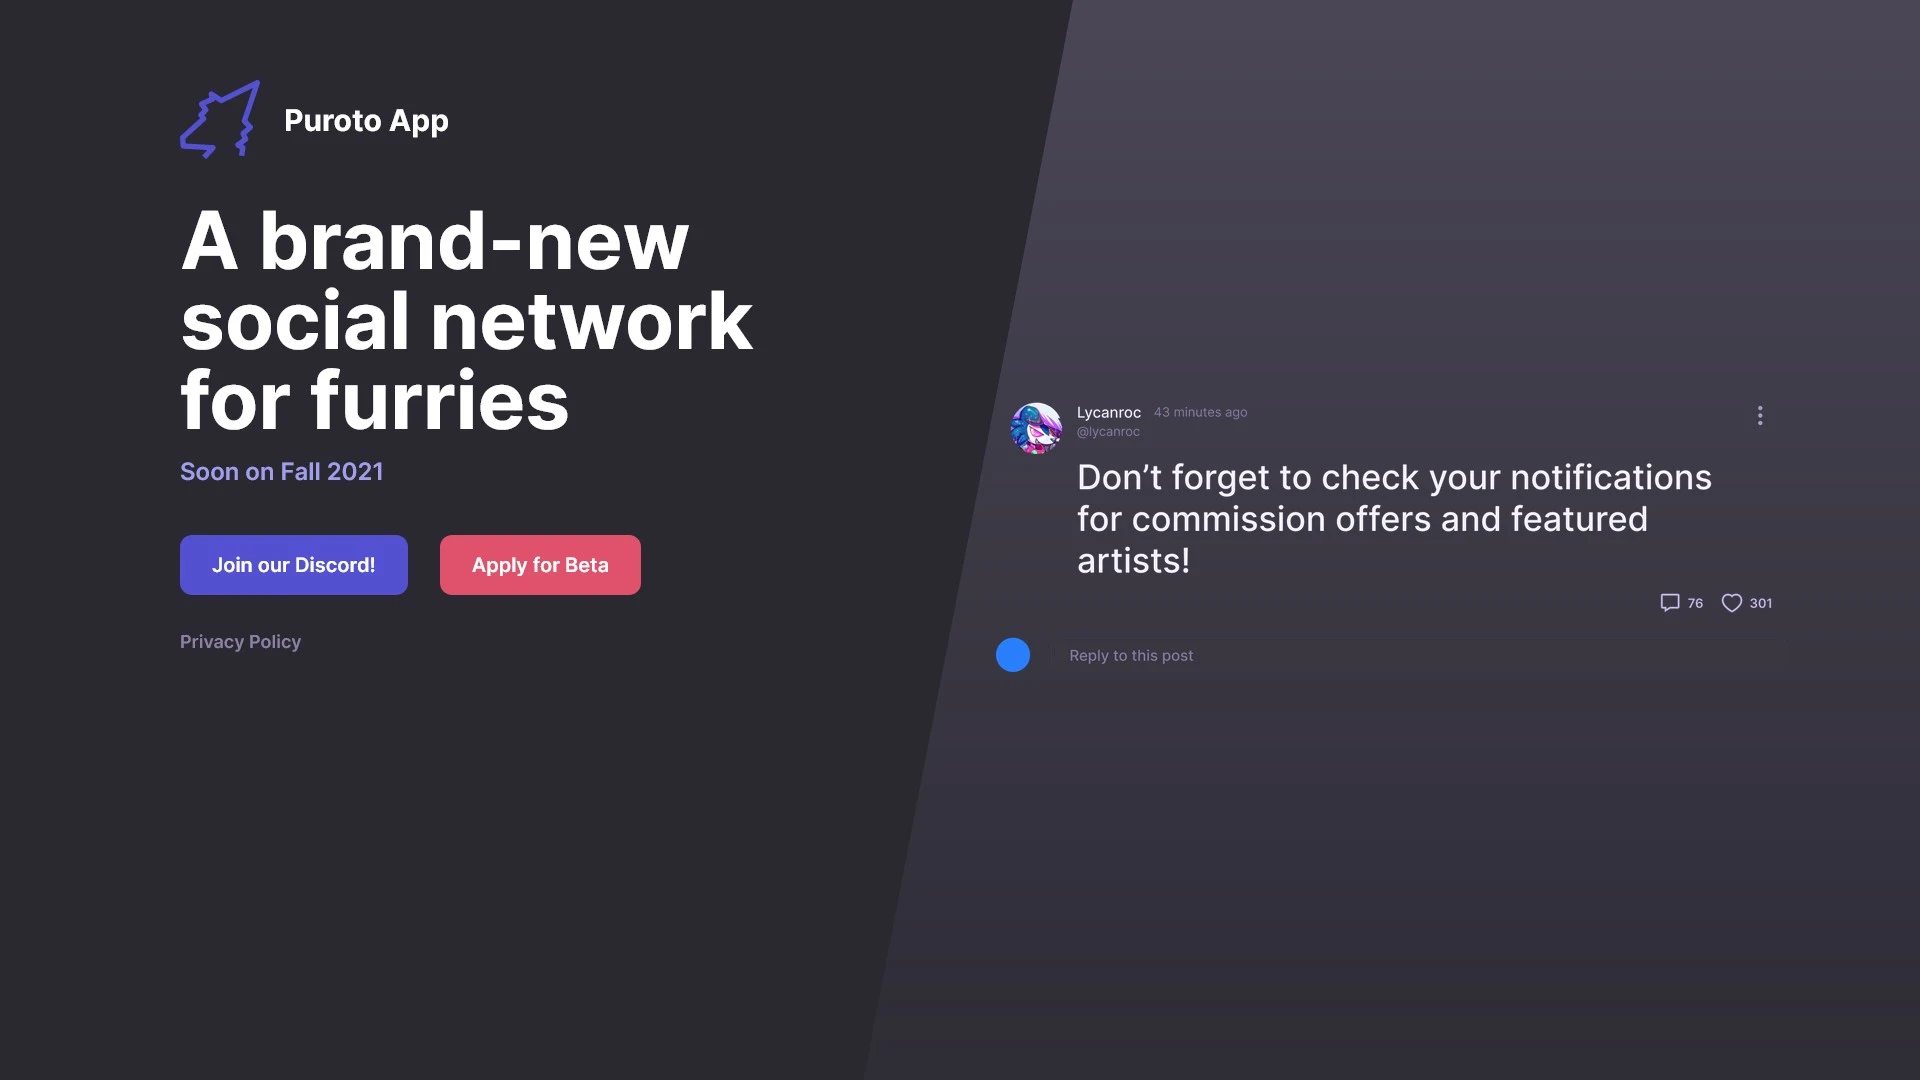 Puroto App
A brand-new
social network
for furries
Soon on Fall 2021
Join our Discord!
Apply for Beta
Privacy Policy
Lycanroc 43 minutes ago
@lycanroc
Don’t forget to check your notifications
for commission offers and featured
artists!
76 301
Reply to this post